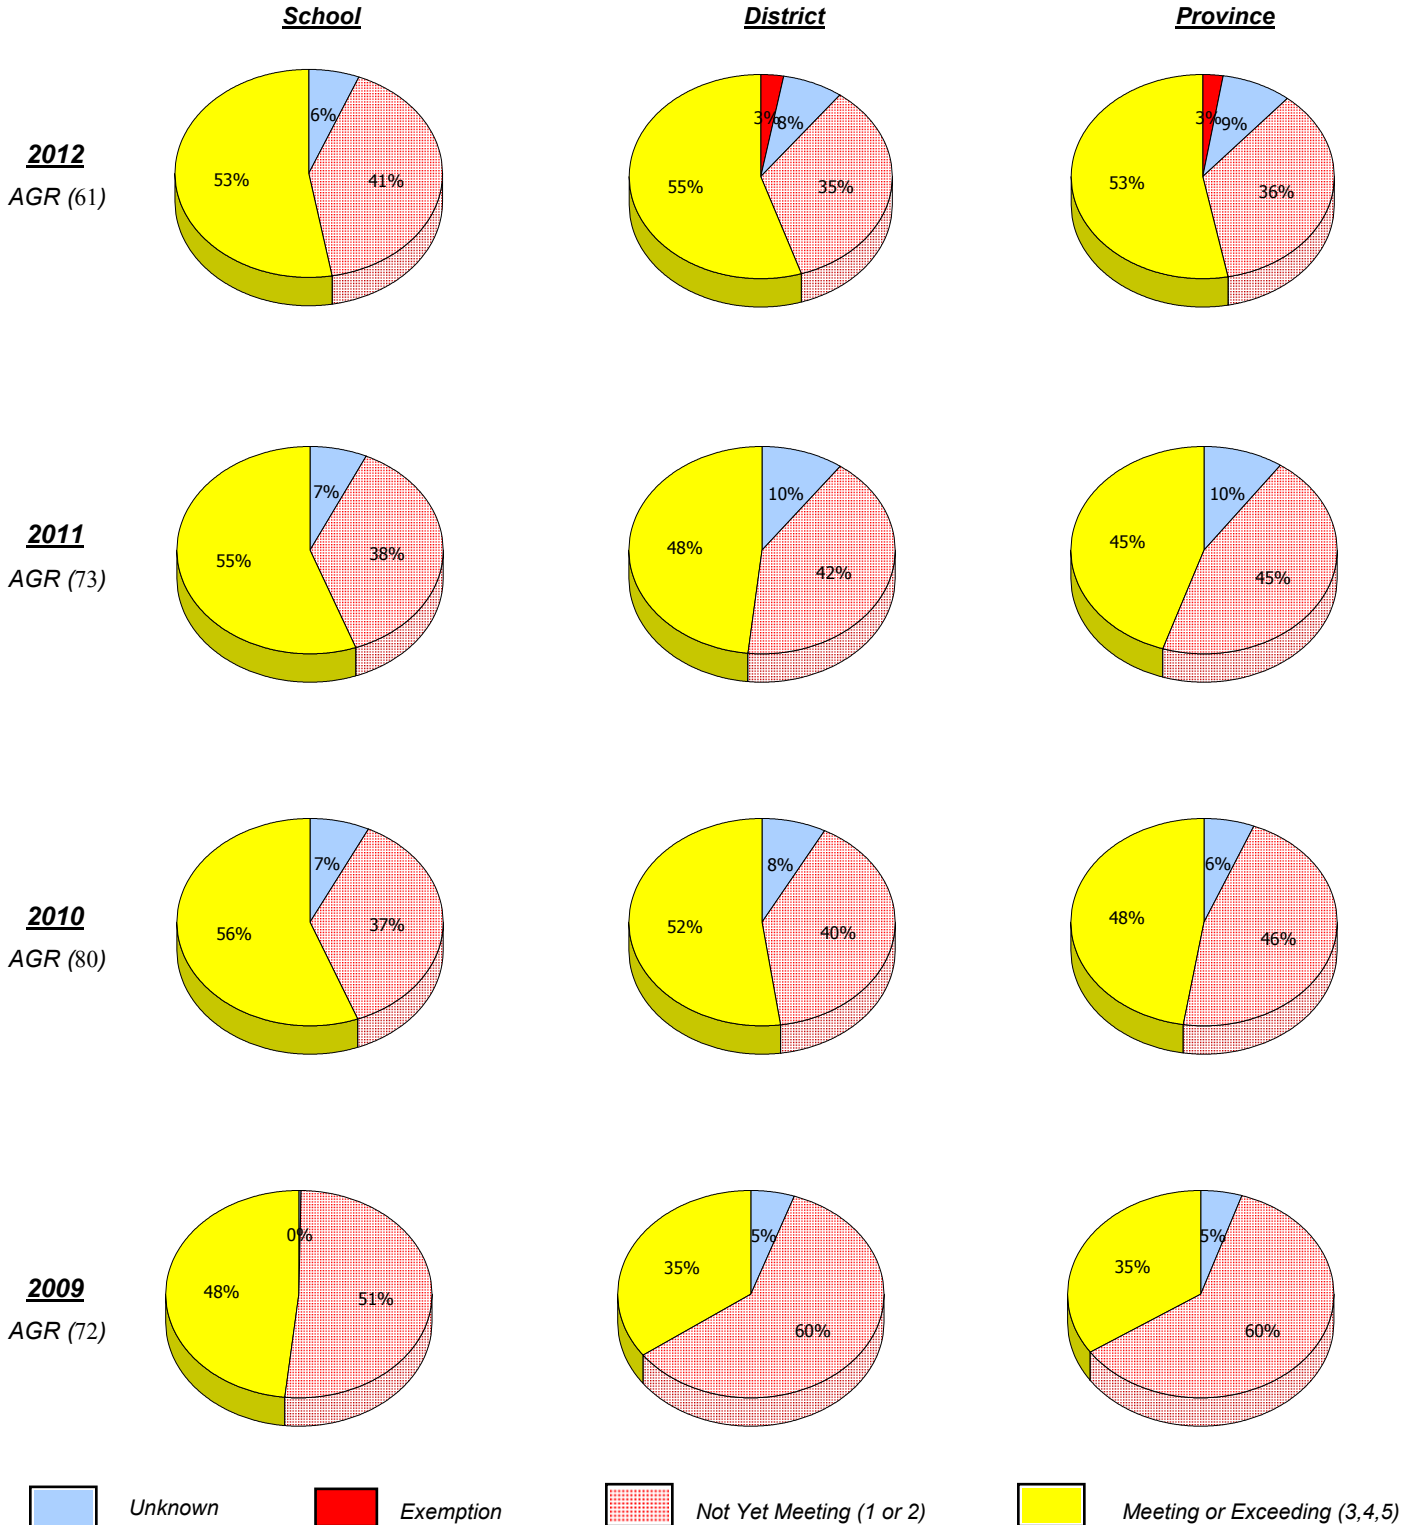 School District Province
6% 41% 53%
3% 8% 35% 55%
3% 9% 36% 53%
2012
AGR (61)
7% 38% 55%
10% 42% 48%
10% 45% 45%
2011
AGR (73)
7% 37% 56%
8% 40% 52%
6% 46% 48%
2010
AGR (80)
0% 51% 48%
5% 60% 35%
5% 60% 35%
2009
AGR (72)
Unknown Exemption Not Yet Meeting (1 or 2) Meeting or Exceeding (3,4,5)